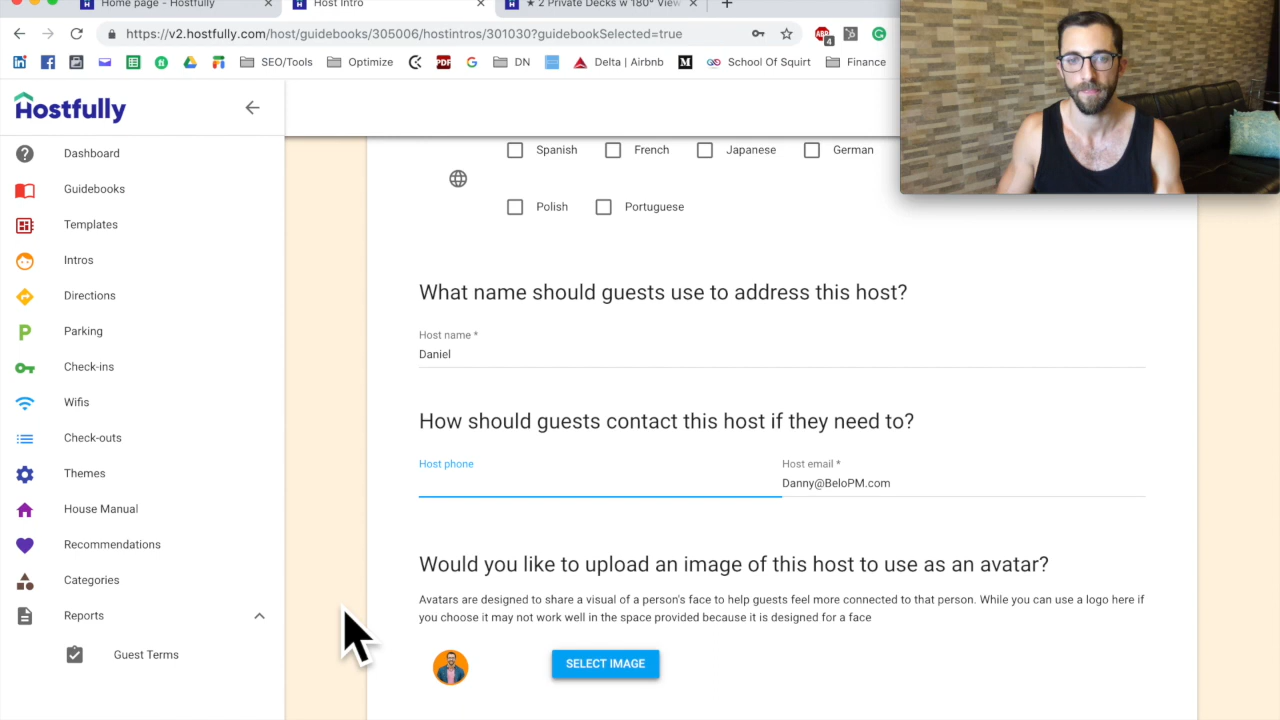 Home page - Hostfully
Host Intro
★ 2 Private Decks w 180° View
https://v2.hostfully.com/host/guidebooks/305006/hostintros/301030?guidebookSelected=true
ABP
4
SEO/Tools
Optimize
PDF
DN
Delta | Airbnb
School Of Squirt
Finance
Hostfully
Dashboard
Guidebooks
Templates
Intros
Directions
Parking
Check-ins
Wifis
Check-outs
Themes
House Manual
Recommendations
Categories
Reports
Guest Terms
Spanish
French
Japanese
German
Polish
Portuguese
What name should guests use to address this host?
Host name *
Daniel
How should guests contact this host if they need to?
Host phone
Host email *
Danny@BeloPM.com
Would you like to upload an image of this host to use as an avatar?
Avatars are designed to share a visual of a person's face to help guests feel more connected to that person. While you can use a logo here if
you choose it may not work well in the space provided because it is designed for a face
SELECT IMAGE